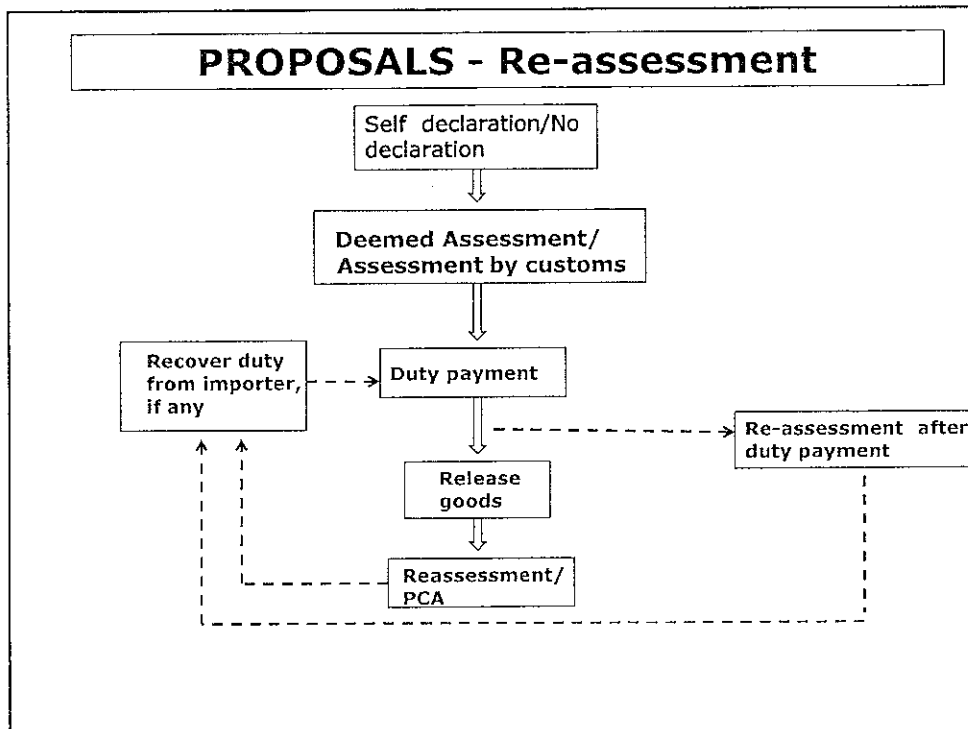 PROPOSALS - Re-assessment
Self declaration/No
declaration
Deemed Assessment/
Assessment by customs
Recover duty
from importer,
if any
Duty payment
Re-assessment after
duty payment
Release
goods
Reassessment/
PCA